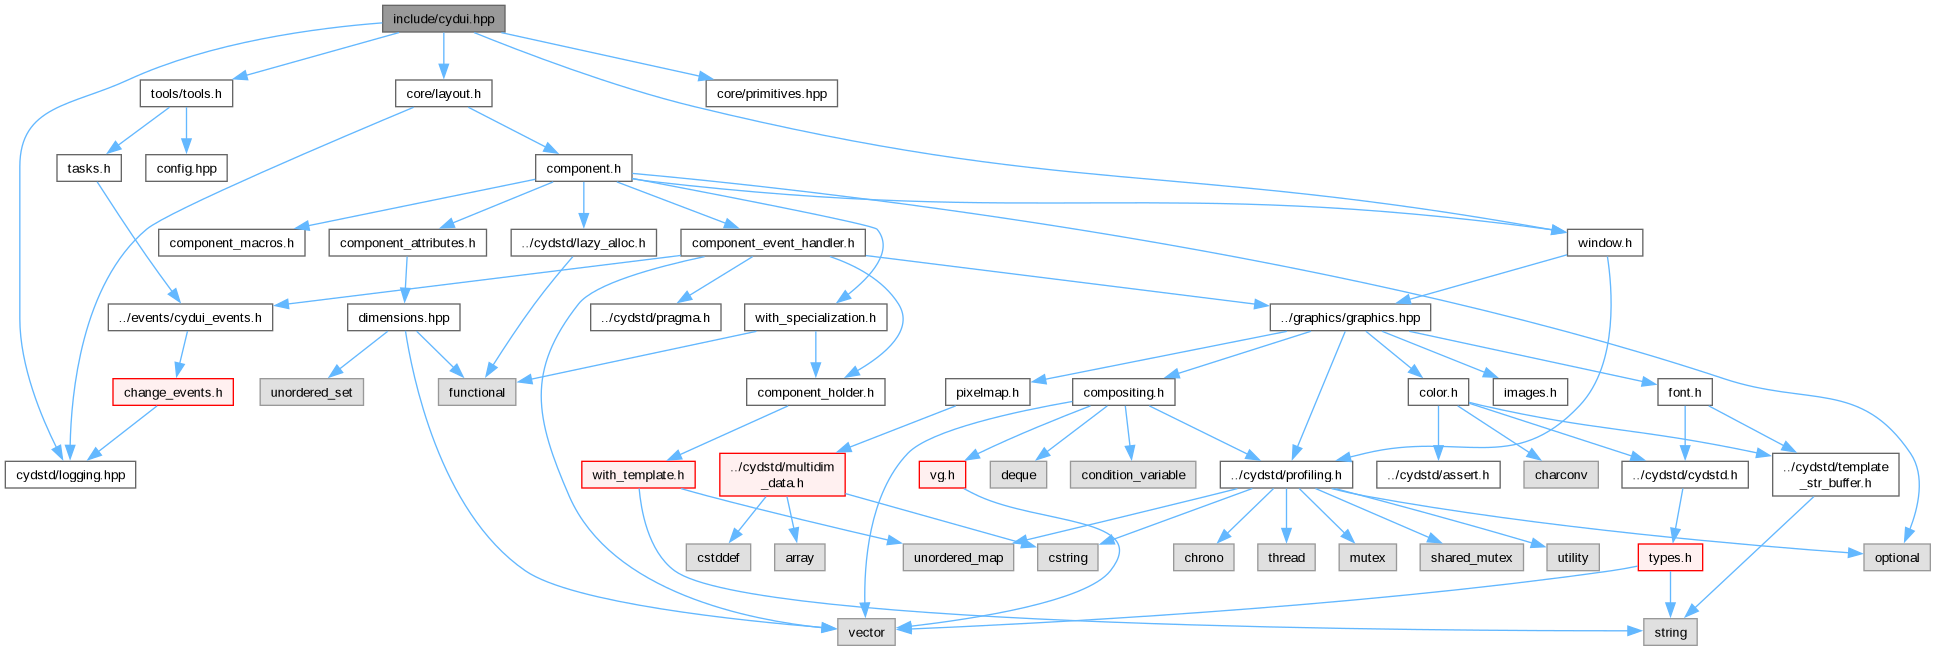 include/cydui.hpp
tools/tools.h
core/layout.h
core/primitives.hpp
tasks.h
config.hpp
component.h
component_macros.h
component_attributes.h
../cydstd/lazy_alloc.h
component_event_handler.h
window.h
../events/cydui_events.h
dimensions.hpp
../cydstd/pragma.h
with_specialization.h
../graphics/graphics.hpp
change_events.h
unordered_set
functional
component_holder.h
pixelmap.h
compositing.h
color.h
images.h
font.h
cydstd/logging.hpp
with_template.h
../cydstd/multidim
_data.h
vg.h
deque
condition_variable
../cydstd/profiling.h
../cydstd/assert.h
charconv
../cydstd/cydstd.h
../cydstd/template
_str_buffer.h
cstddef
array
unordered_map
cstring
chrono
thread
mutex
shared_mutex
utility
types.h
optional
vector
string